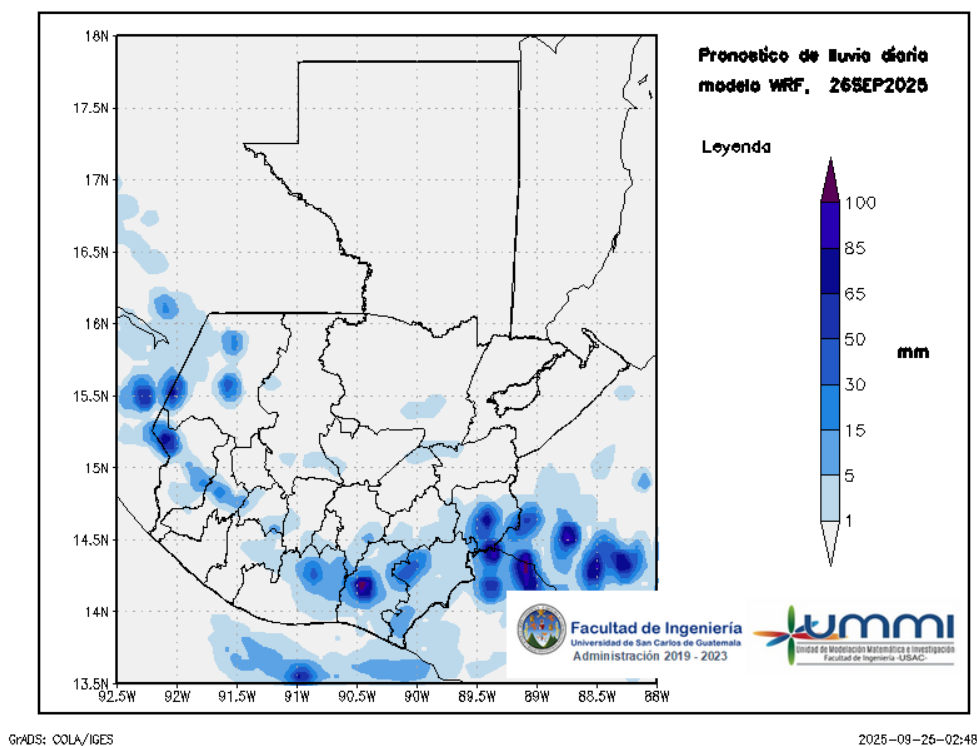 Pronostico de lluvia diaria
modelo WRF, 26SEP2025
Leyenda
100
85
65
50
30
15
5
1
mm
18N
17.5N
17N
16.5N
16N
15.5N
15N
14.5N
14N
13.5N
92.5W
92W
91.5W
91W
90.5W
90W
89.5W
89W
88.5W
88W
Facultad de Ingeniería
Universidad de San Carlos de Guatemala
Administración 2019 - 2023
ummi
Unidad de Modelación Matemática e Investigación
Facultad de Ingeniería -USAC-
GrADS: COLA/IGES
2025-09-26-02:48